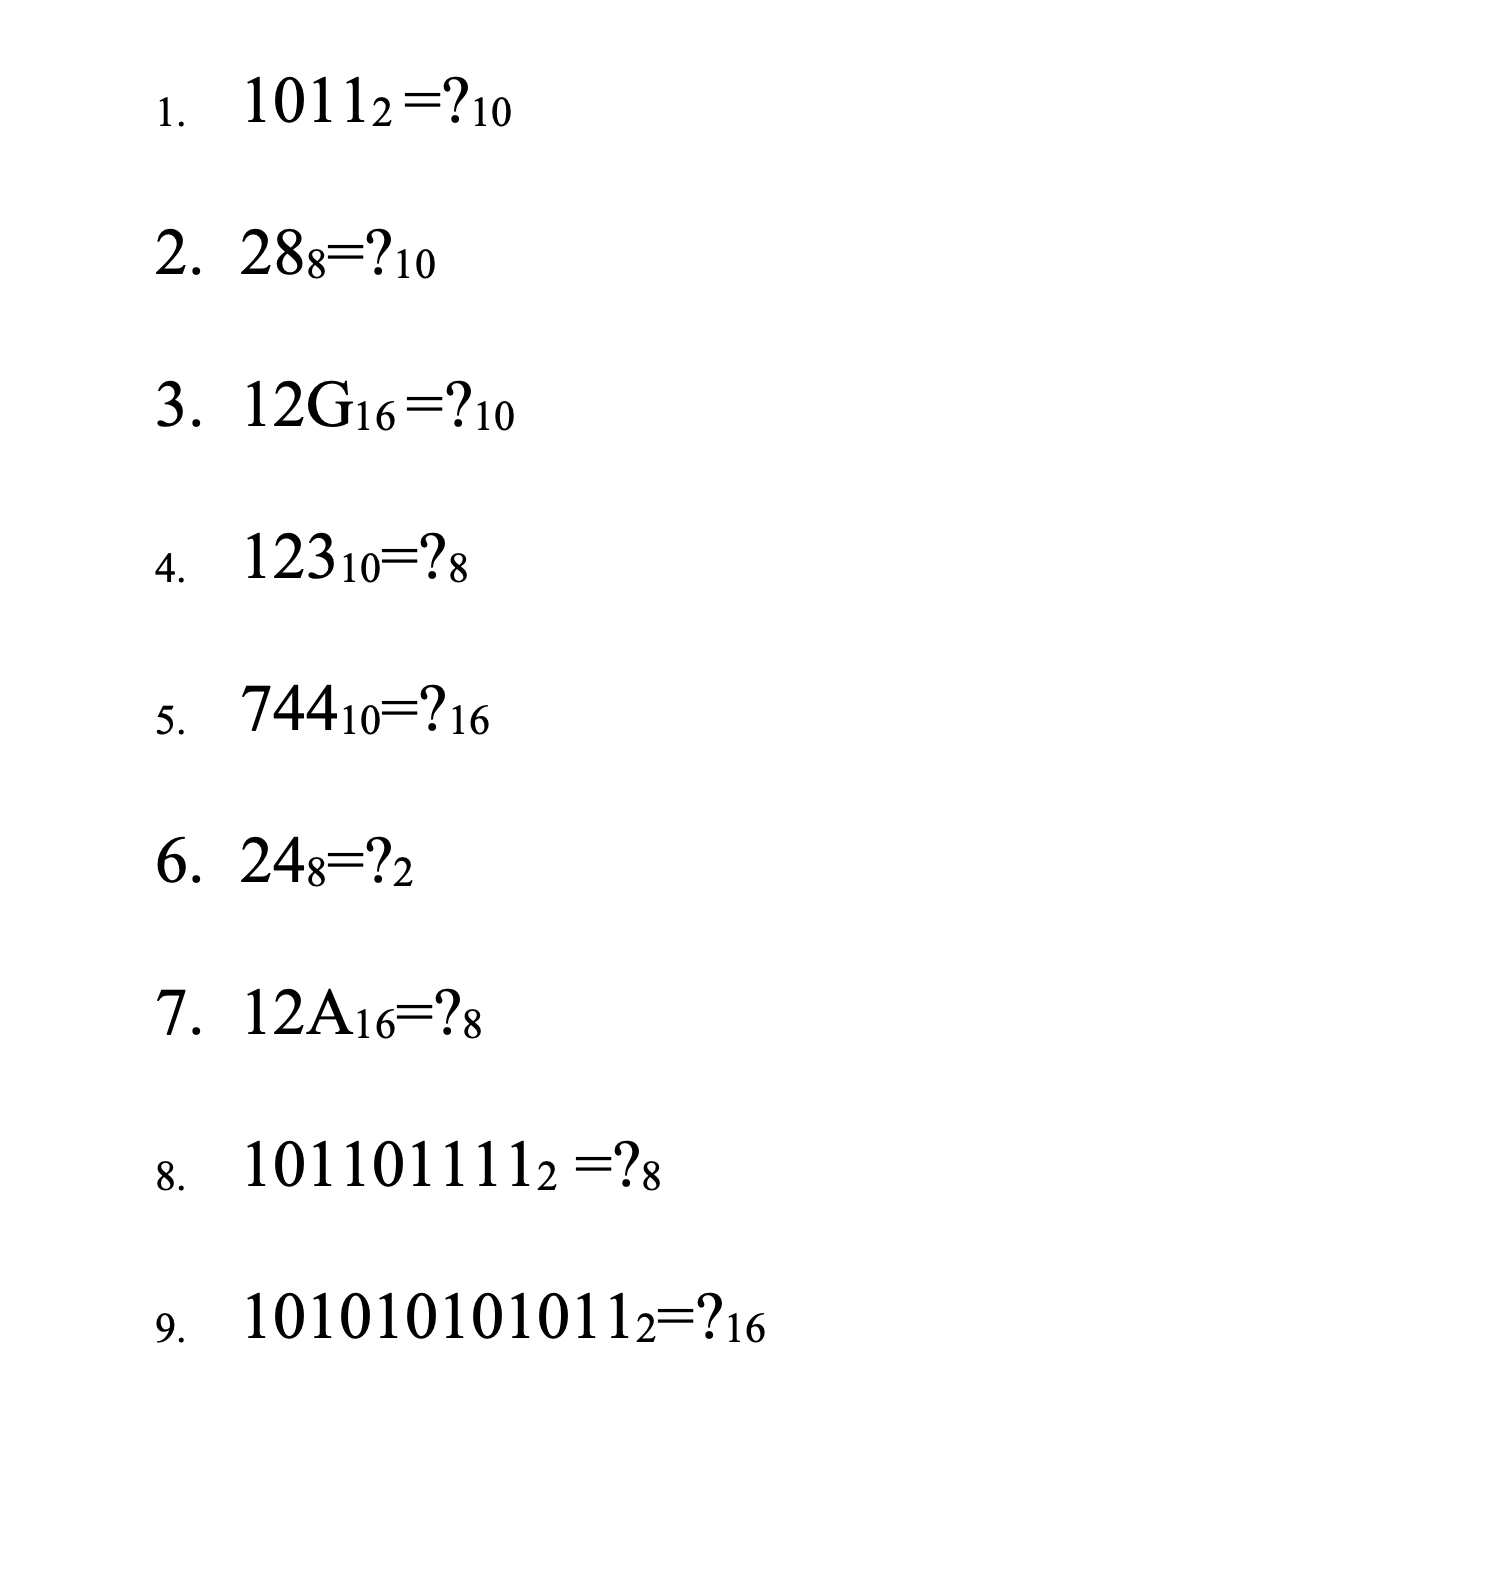 1. 1011₂ =?₁₀
2. 28₈=?₁₀
3. 12G₁₆ =?₁₀
4. 123₁₀=?₈
5. 744₁₀=?₁₆
6. 24₈=?₂
7. 12A₁₆=?₈
8. 101101111₂ =?₈
9. 101010101011₂=?₁₆